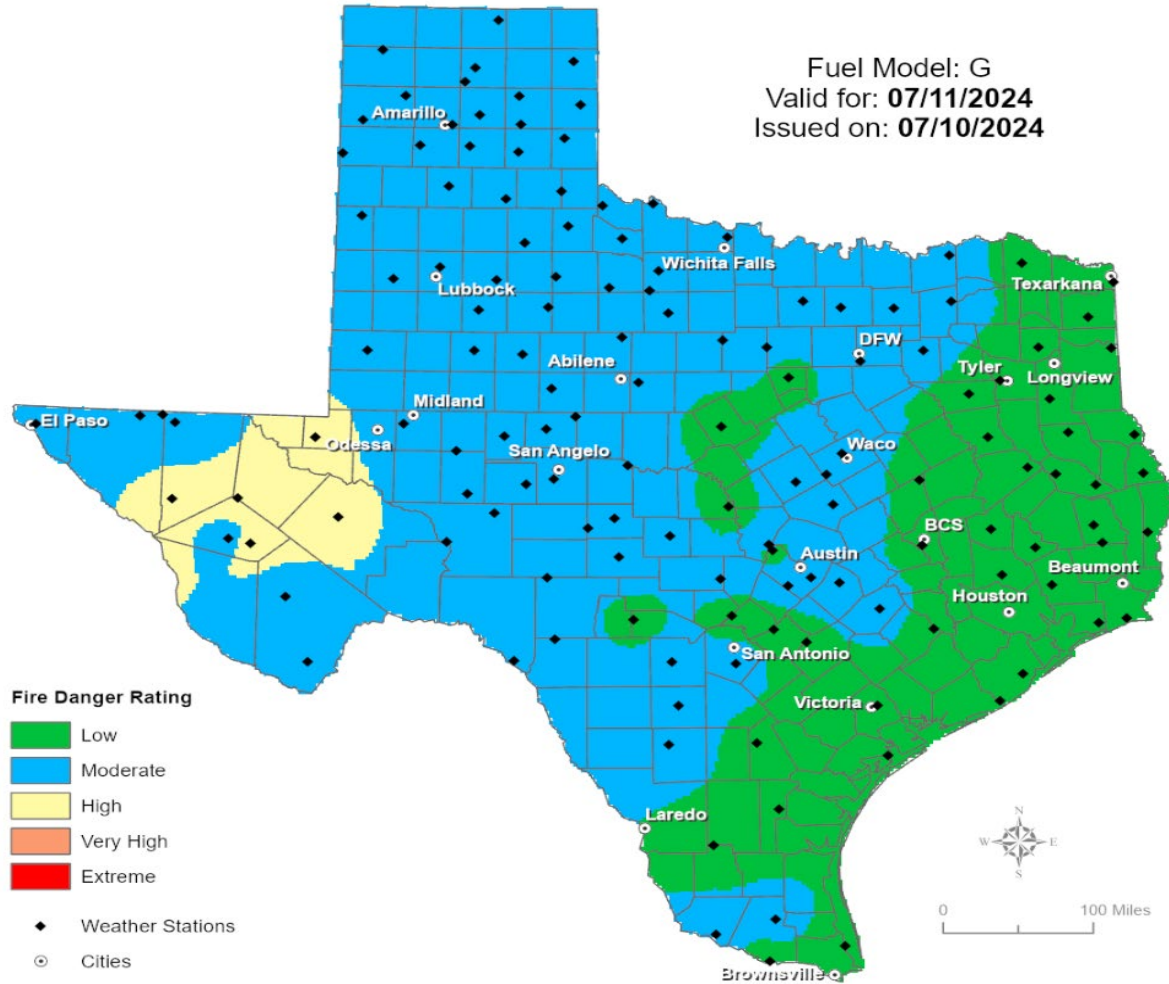 Fuel Model: G
Valid for: 07/11/2024
Issued on: 07/10/2024
Amarillo
Wichita Falls
Lubbock
Texarkana
DFW
Abilene
Tyler
Longview
Midland
El Paso
Odessa
Waco
San Angelo
BCS
Austin
Beaumont
Houston
San Antonio
Victoria
Laredo
Brownsville
Fire Danger Rating
Low
Moderate
High
Very High
Extreme
Weather Stations
Cities
N
W E
S
0 100 Miles